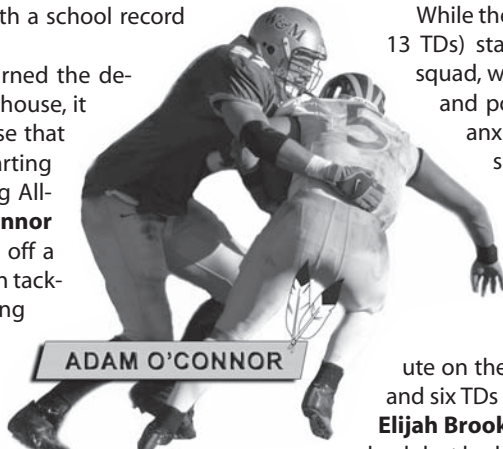 th a school record
rned the de-
house, it
se that
arting
g All-
nnor
off a
n tack-
ng
W&M
5
ADAM O'CONNOR
While the
13 TDs) sta
squad, w
and po
anx
s
ute on the
and six TDs
Elijah Brook